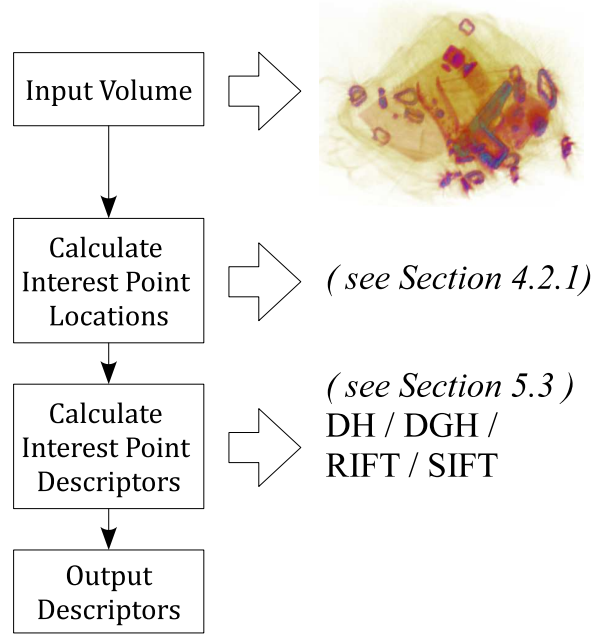 Input Volume
Calculate
Interest Point
Locations
( see Section 4.2.1)
Calculate
Interest Point
Descriptors
( see Section 5.3 )
DH / DGH /
RIFT / SIFT
Output
Descriptors